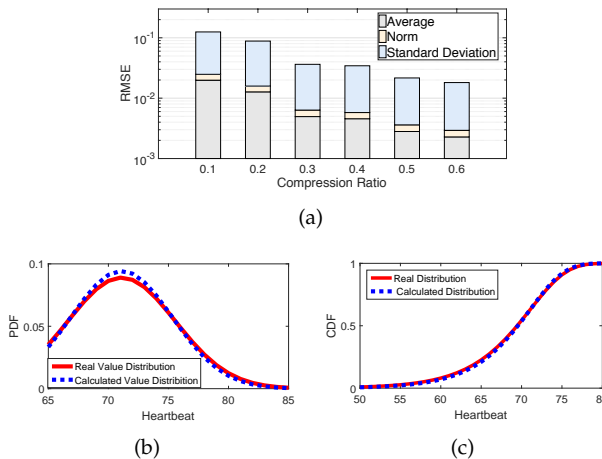 Average
Norm
Standard Deviation
10^-1
10^-2
10^-3
RMSE
0.1 0.2 0.3 0.4 0.5 0.6
Compression Ratio
(a)
0.1
0.05
0
PDF
Real Value Distribution
Calculated Value Distribition
65 70 75 80 85
Heartbeat
(b)
1
0.5
0
CDF
Real Distribution
Calculated Distribution
50 55 60 65 70 75 8
Heartbeat
(c)